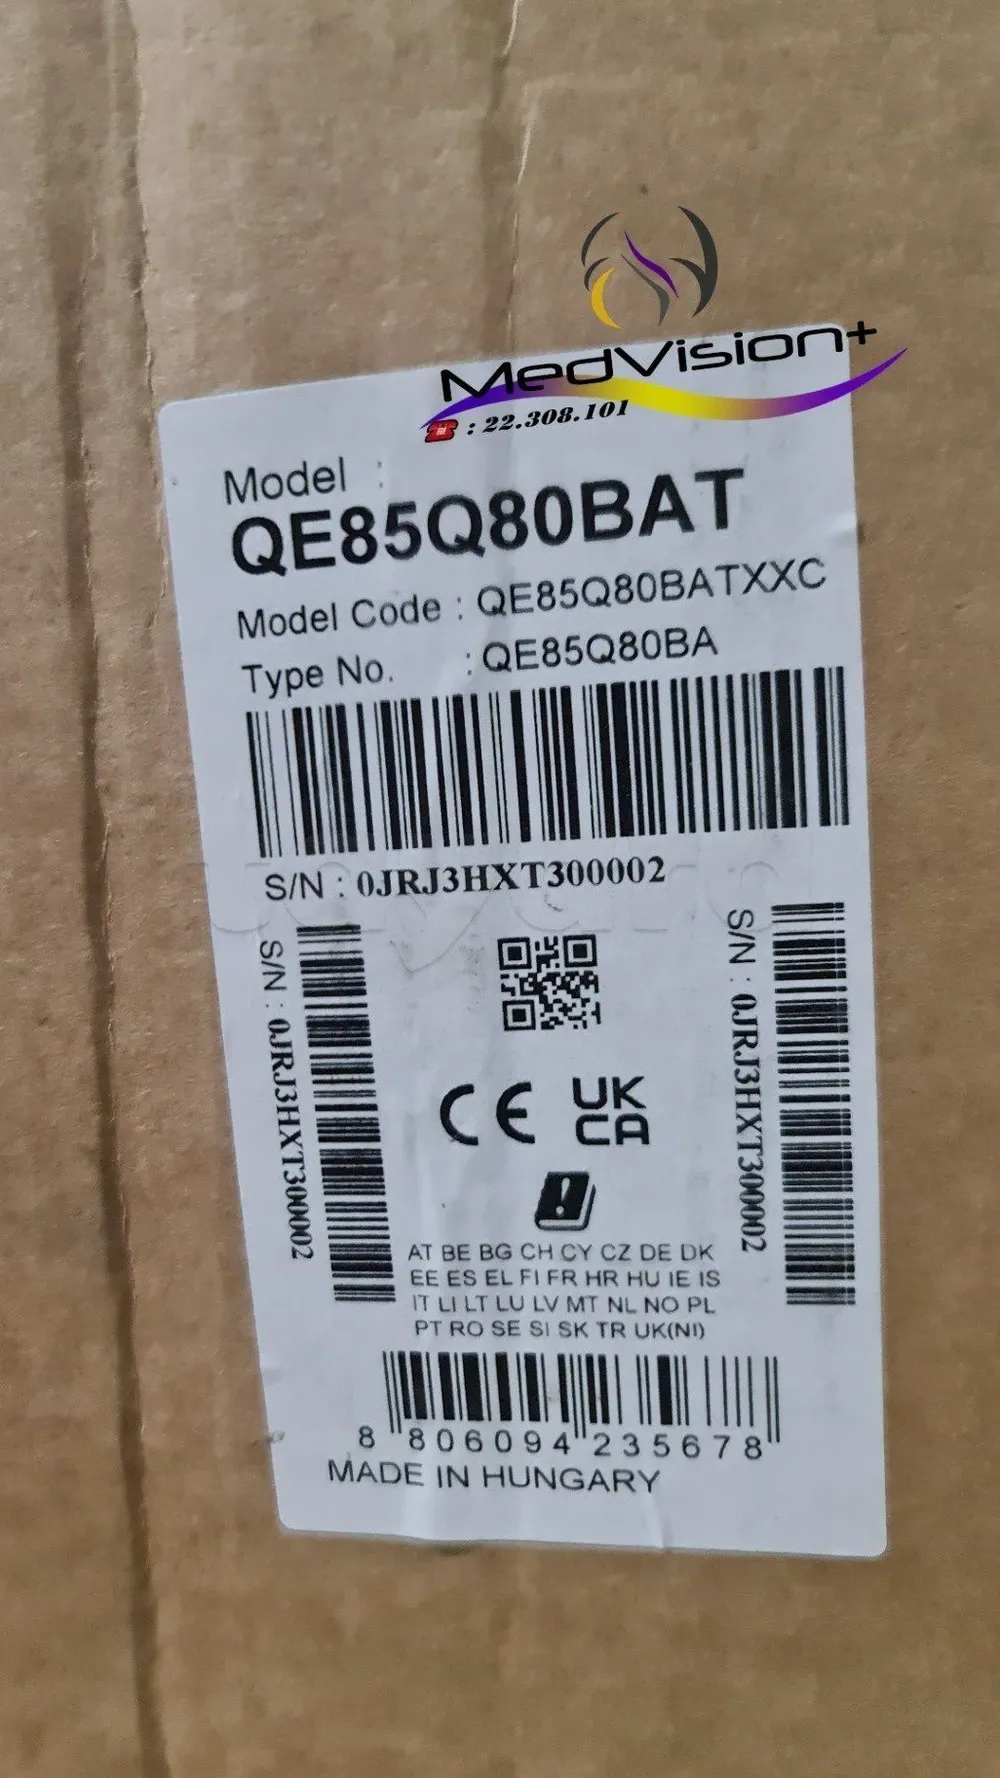 MedVision+
: 22.308.101
Model :
QE85Q80BAT
Model Code : QE85Q80BATXXC
Type No. : QE85Q80BA
S/N : 0JRJ3HXT300002
S/N : 0JRJ3HXT300002
S/N : 0JRJ3HXT300002
CE
UK
CA
AT BE BG CH CY CZ DE DK
EE ES EL FI FR HR HU IE IS
IT LI LT LU LV MT NL NO PL
PT RO SE SI SK TR UK(NI)
8 806094 235678
MADE IN HUNGARY